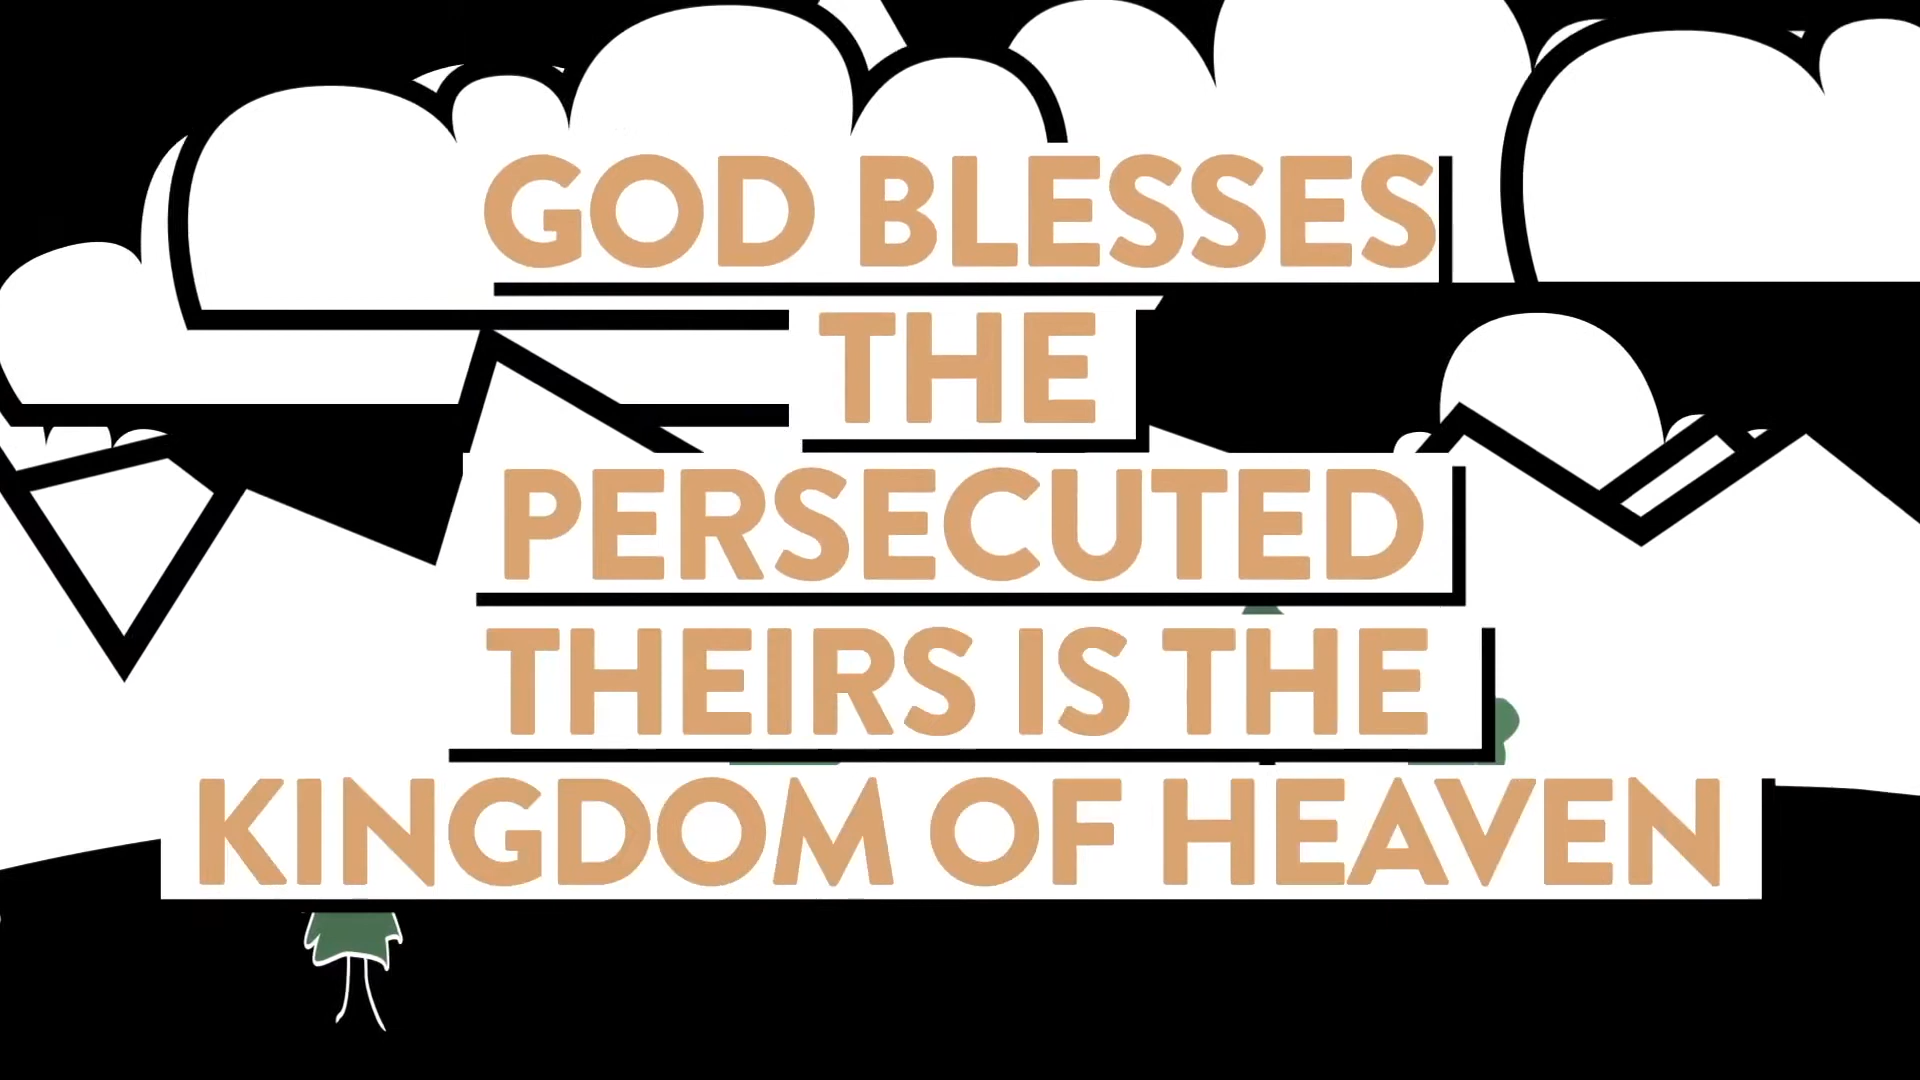 GOD BLESSES
THE
PERSECUTED
THEIRS IS THE
KINGDOM OF HEAVEN